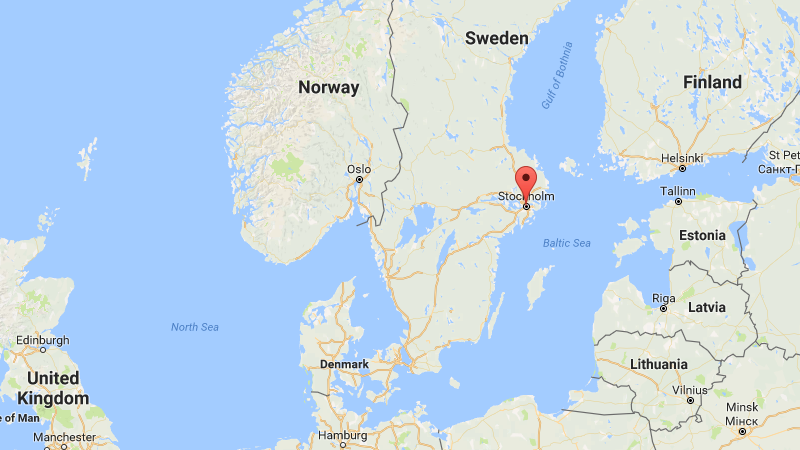 Sweden
Gulf of Bothnia
Norway
Finland
Oslo
Helsinki
St Pet
Санкт-П
Stockholm
Tallinn
Estonia
Baltic Sea
Riga
Latvia
North Sea
Edinburgh
Denmark
Lithuania
United
Kingdom
Vilnius
e of Man
Minsk
Мінск
Manchester
Hamburg